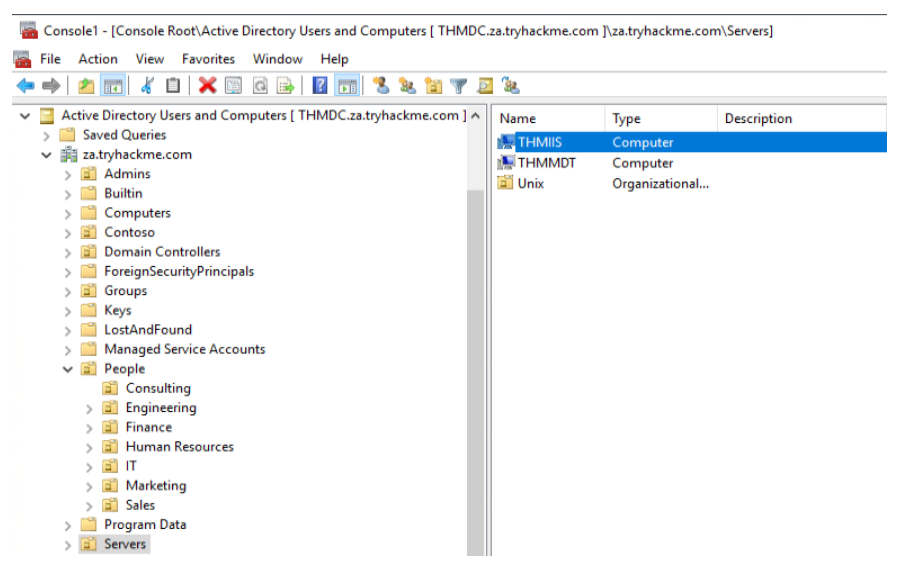 Console1 - [Console Root\Active Directory Users and Computers [ THMDC.za.tryhackme.com ]\za.tryhackme.com\Servers]
File Action View Favorites Window Help
Active Directory Users and Computers [ THMDC.za.tryhackme.com ]
Saved Queries
za.tryhackme.com
Admins
Builtin
Computers
Contoso
Domain Controllers
ForeignSecurityPrincipals
Groups
Keys
LostAndFound
Managed Service Accounts
People
Consulting
Engineering
Finance
Human Resources
IT
Marketing
Sales
Program Data
Servers
Name Type Description
THMIIS Computer
THMMDT Computer
Unix Organizational...